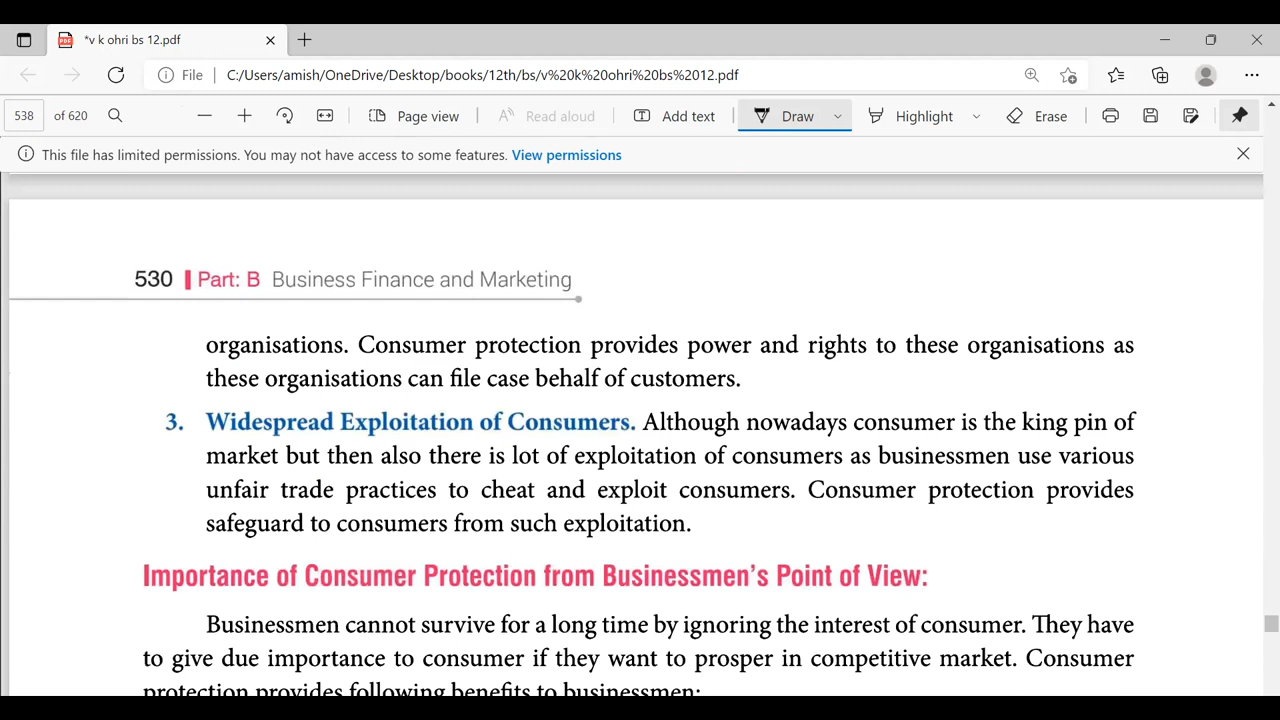 *v k ohri bs 12.pdf
File C:/Users/amish/OneDrive/Desktop/books/12th/bs/v%20k%20ohri%20bs%2012.pdf
538 of 620 Page view Read aloud Add text Draw Highlight Erase
This file has limited permissions. You may not have access to some features. View permissions
530 Part: B Business Finance and Marketing
organisations. Consumer protection provides power and rights to these organisations as
these organisations can file case behalf of customers.
3. Widespread Exploitation of Consumers. Although nowadays consumer is the king pin of
market but then also there is lot of exploitation of consumers as businessmen use various
unfair trade practices to cheat and exploit consumers. Consumer protection provides
safeguard to consumers from such exploitation.
Importance of Consumer Protection from Businessmen's Point of View:
Businessmen cannot survive for a long time by ignoring the interest of consumer. They have
to give due importance to consumer if they want to prosper in competitive market. Consumer
protection provides following benefits to businessmen: